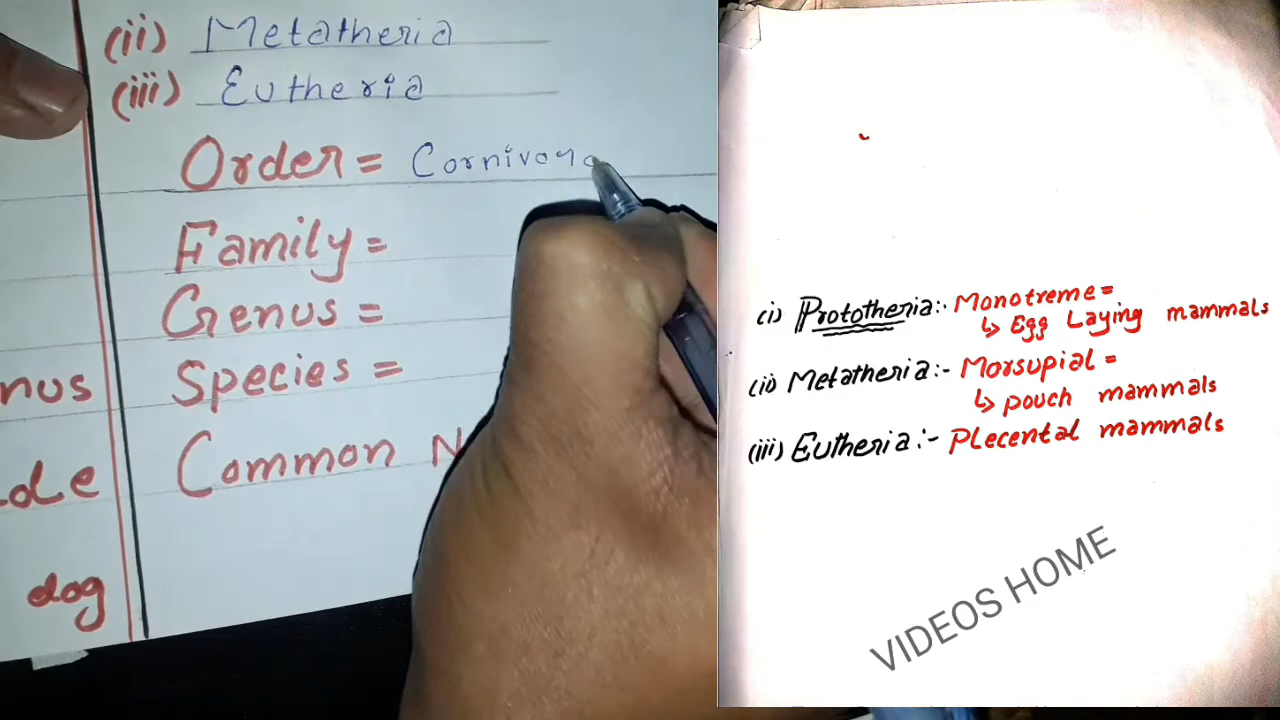 (ii) Metatheria
(iii) Eutheria
Order = Cornivora
Family =
Genus =
Species =
Common N
nus
de
dog
(i) Prototheria:- Monotreme =
↳ Egg Laying mammals
(ii) Metatheria:- Morsupial =
↳ pouch mammals
(iii) Eutheria:- Plecental mammals
VIDEOS HOME